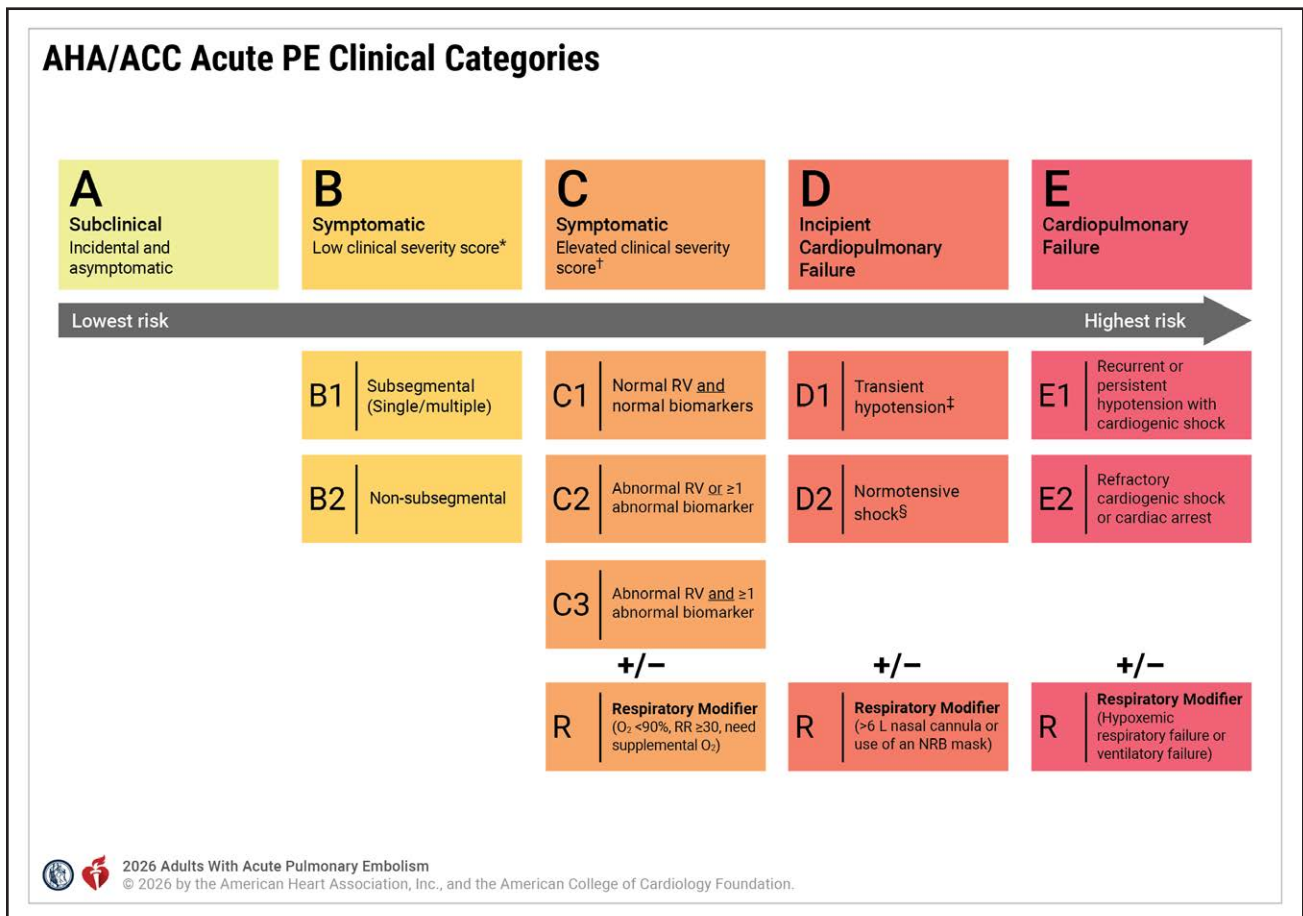 AHA/ACC Acute PE Clinical Categories
A
Subclinical
Incidental and
asymptomatic
B
Symptomatic
Low clinical severity score*
C
Symptomatic
Elevated clinical severity
score†
D
Incipient
Cardiopulmonary
Failure
E
Cardiopulmonary
Failure
Lowest risk
Highest risk
B1
Subsegmental
(Single/multiple)
C1
Normal RV and
normal biomarkers
D1
Transient
hypotension‡
E1
Recurrent or
persistent
hypotension with
cardiogenic shock
B2
Non-subsegmental
C2
Abnormal RV or ≥1
abnormal biomarker
D2
Normotensive
shock§
E2
Refractory
cardiogenic shock
or cardiac arrest
C3
Abnormal RV and ≥1
abnormal biomarker
+/−
+/−
+/−
R
Respiratory Modifier
(O₂ <90%, RR ≥30, need
supplemental O₂)
R
Respiratory Modifier
(>6 L nasal cannula or
use of an NRB mask)
R
Respiratory Modifier
(Hypoxemic
respiratory failure or
ventilatory failure)
2026 Adults With Acute Pulmonary Embolism
© 2026 by the American Heart Association, Inc., and the American College of Cardiology Foundation.